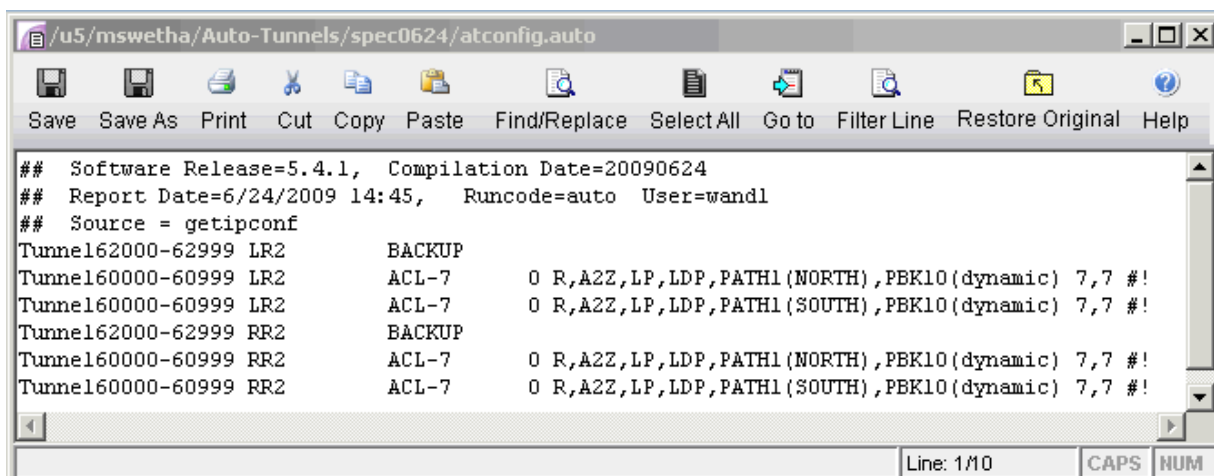 /u5/mswetha/Auto-Tunnels/spec0624/atconfig.auto
Save Save As Print Cut Copy Paste Find/Replace Select All Go to Filter Line Restore Original Help
## Software Release=5.4.1, Compilation Date=20090624
## Report Date=6/24/2009 14:45, Runcode=auto User=wandl
## Source = getipconf
Tunnel62000-62999 LR2 BACKUP
Tunnel60000-60999 LR2 ACL-7 0 R,A2Z,LP,LDP,PATH1(NORTH),PBK10(dynamic) 7,7 #!
Tunnel60000-60999 LR2 ACL-7 0 R,A2Z,LP,LDP,PATH1(SOUTH),PBK10(dynamic) 7,7 #!
Tunnel62000-62999 RR2 BACKUP
Tunnel60000-60999 RR2 ACL-7 0 R,A2Z,LP,LDP,PATH1(NORTH),PBK10(dynamic) 7,7 #!
Tunnel60000-60999 RR2 ACL-7 0 R,A2Z,LP,LDP,PATH1(SOUTH),PBK10(dynamic) 7,7 #!
Line: 1/10 CAPS NUM